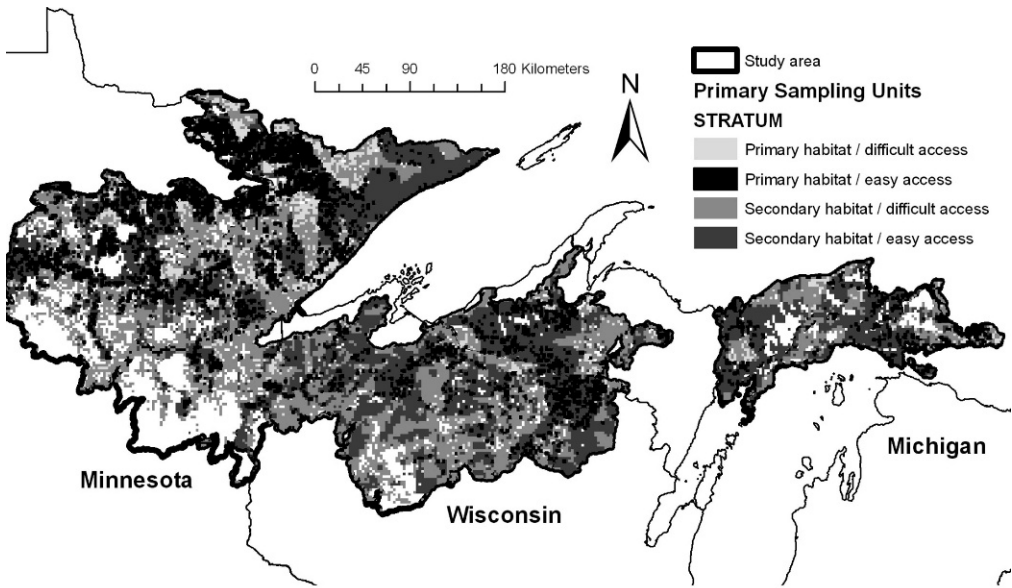 0 45 90 180 Kilometers
N
Study area
Primary Sampling Units
STRATUM
Primary habitat / difficult access
Primary habitat / easy access
Secondary habitat / difficult access
Secondary habitat / easy access
Minnesota
Wisconsin
Michigan